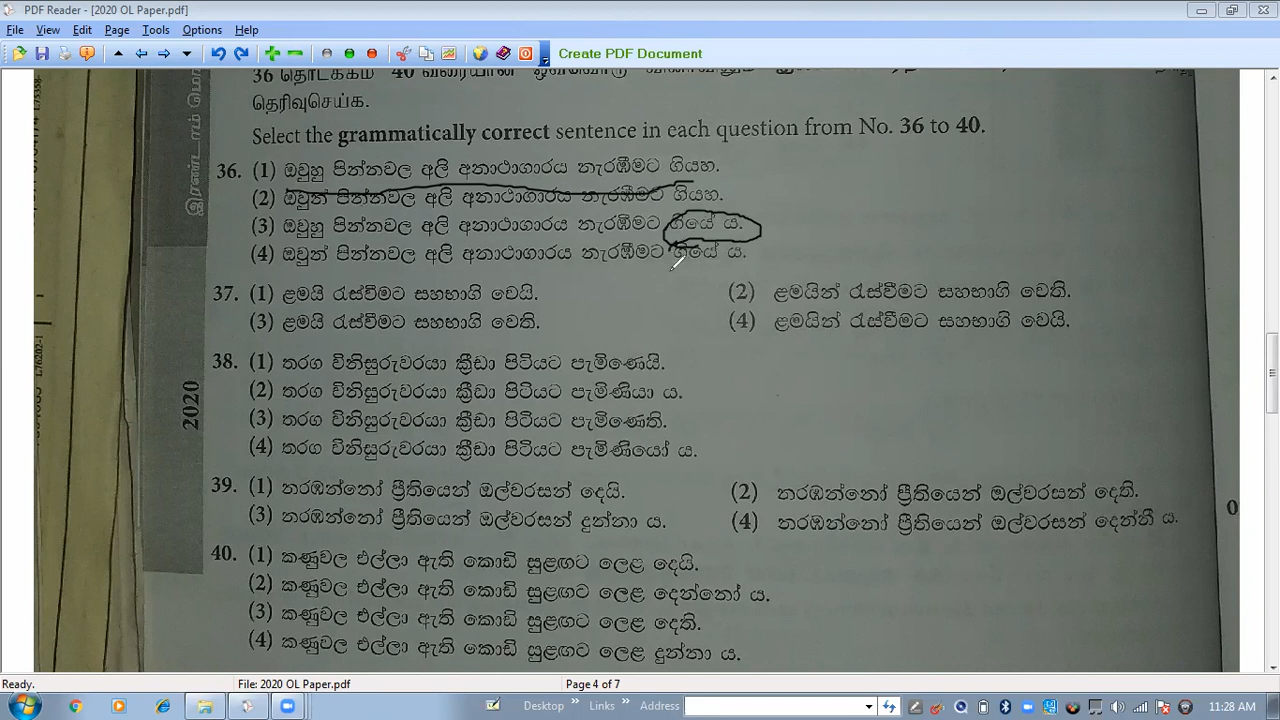 PDF Reader - [2020 OL Paper.pdf]
File View Edit Page Tools Options Help
Create PDF Document
36 தொடக்கம் 40
தெரிவுசெய்க.
Select the grammatically correct sentence in each question from No. 36 to 40.
36. (1) ඔවුහු පින්නවල අලි අනාථාගාරය නැරඹීමට ගියහ.
(2) ඔවුන් පින්නවල අලි අනාථාගාරය නැරඹීමට ගියහ.
(3) ඔවුහු පින්නවල අලි අනාථාගාරය නැරඹීමට ගියේ ය.
(4) ඔවුන් පින්නවල අලි අනාථාගාරය නැරඹීමට ගියේ ය.
37. (1) ළමයි රැස්වීමට සහභාගි වෙයි. (2) ළමයින් රැස්වීමට සහභාගි වෙති.
(3) ළමයි රැස්වීමට සහභාගි වෙති. (4) ළමයින් රැස්වීමට සහභාගි වෙයි.
38. (1) තරග විනිසුරුවරයා ක්‍රීඩා පිටියට පැමිණෙයි.
(2) තරග විනිසුරුවරයා ක්‍රීඩා පිටියට පැමිණියා ය.
(3) තරග විනිසුරුවරයා ක්‍රීඩා පිටියට පැමිණෙති.
(4) තරග විනිසුරුවරයා ක්‍රීඩා පිටියට පැමිණියෝ ය.
2020
39. (1) නරඹන්නෝ ප්‍රීතියෙන් ඔල්වරසන් දෙයි. (2) නරඹන්නෝ ප්‍රීතියෙන් ඔල්වරසන් දෙති.
(3) නරඹන්නෝ ප්‍රීතියෙන් ඔල්වරසන් දුන්නා ය. (4) නරඹන්නෝ ප්‍රීතියෙන් ඔල්වරසන් දෙන්නී ය.
40. (1) කණුවල එල්ලා ඇති කොඩි සුළඟට ලෙළ දෙයි.
(2) කණුවල එල්ලා ඇති කොඩි සුළඟට ලෙළ දෙන්නෝ ය.
(3) කණුවල එල්ලා ඇති කොඩි සුළඟට ලෙළ දෙති.
(4) කණුවල එල්ලා ඇති කොඩි සුළඟට ලෙළ දුන්නා ය.
Ready. File: 2020 OL Paper.pdf Page 4 of 7
Desktop Links Address 11:28 AM